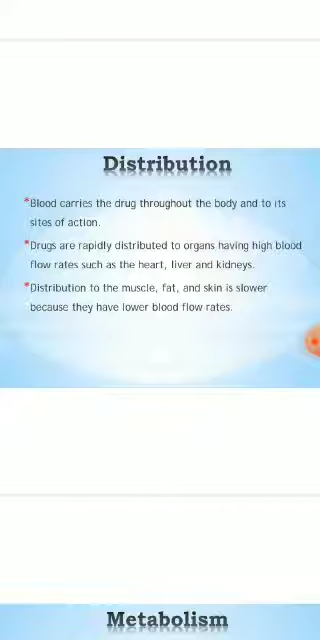 Distribution
*Blood carries the drug throughout the body and to its
sites of action.
*Drugs are rapidly distributed to organs having high blood
flow rates such as the heart, liver and kidneys.
*Distribution to the muscle, fat, and skin is slower
because they have lower blood flow rates.
Metabolism